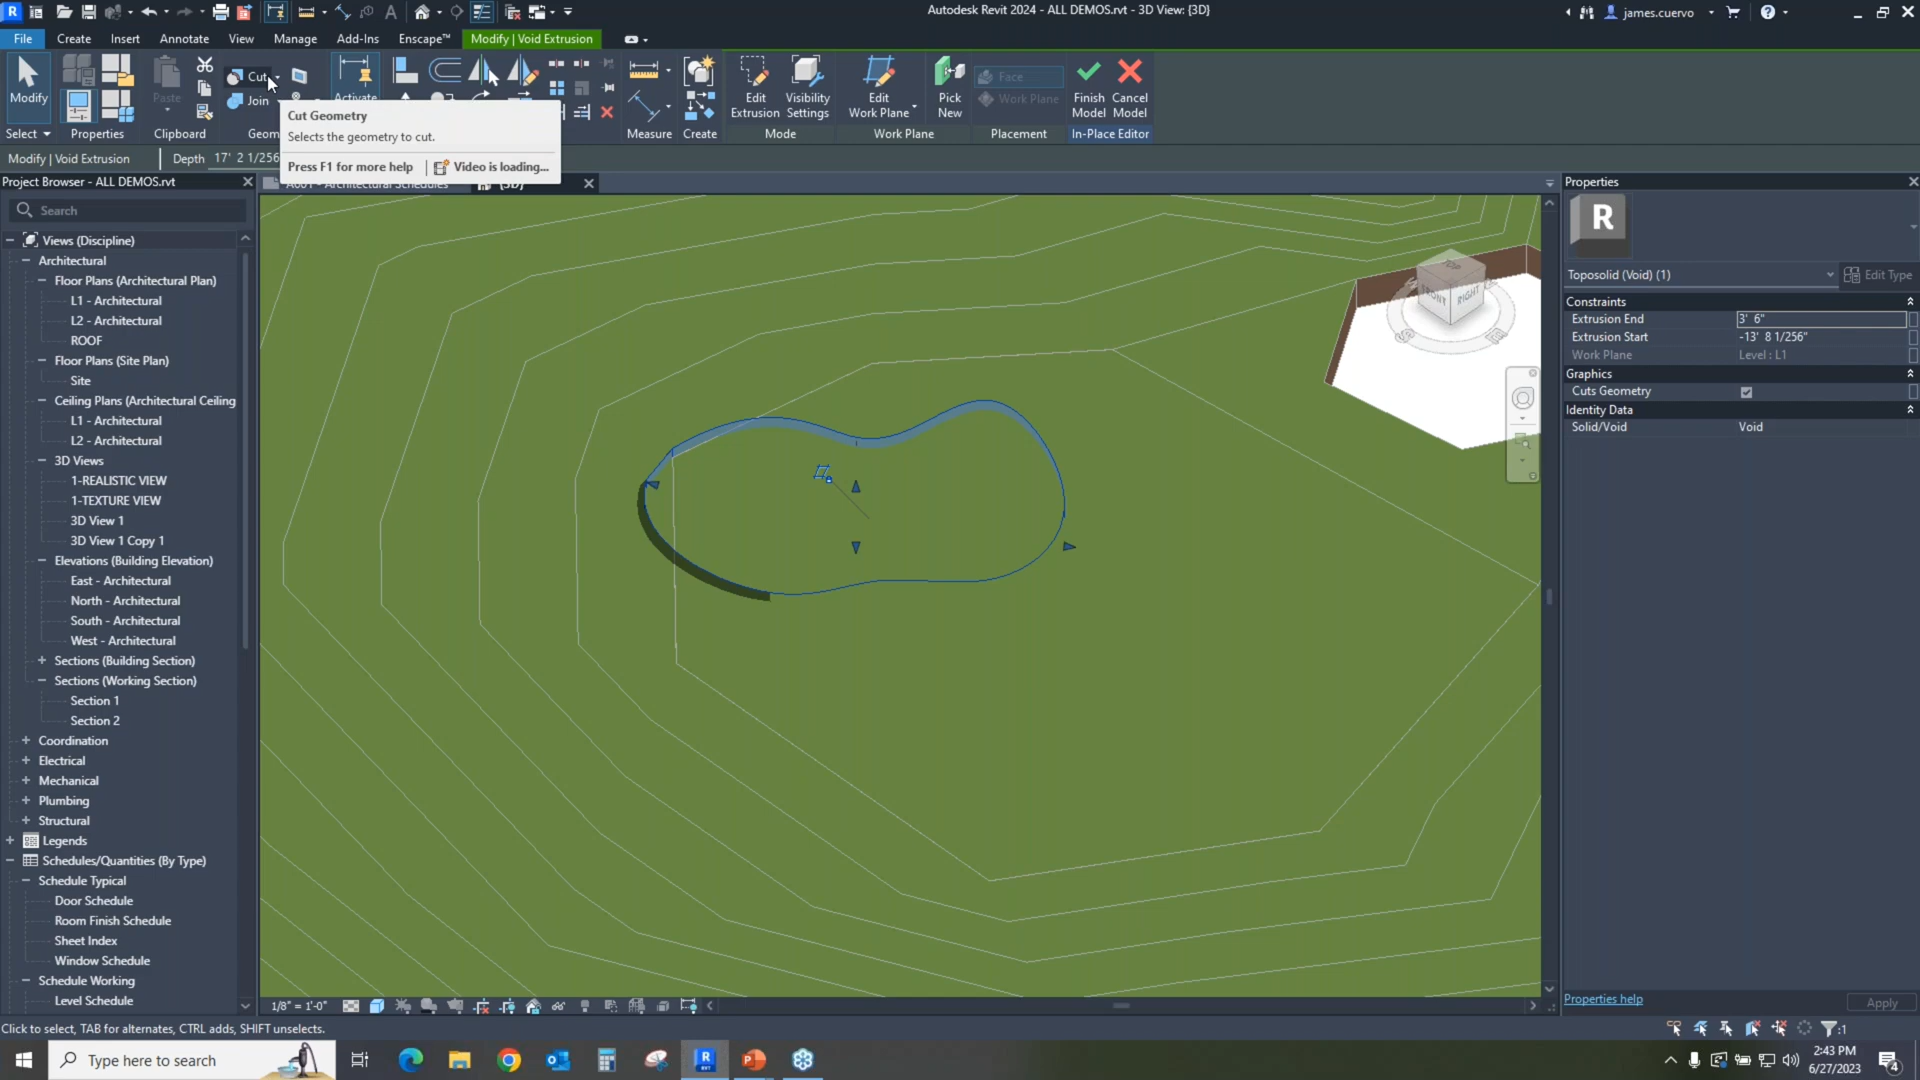 Autodesk Revit 2024 - ALL DEMOS.rvt - 3D View: {3D}
james.cuervo
File Create Insert Annotate View Manage Add-Ins Enscape™ Modify | Void Extrusion
Modify
Paste
Cut
Join
Activate
Edit Extrusion
Visibility Settings
Edit Work Plane
Pick New
Face
Work Plane
Finish Model
Cancel Model
Select Properties Clipboard Geom Measure Create Mode Work Plane Placement In-Place Editor
Cut Geometry
Selects the geometry to cut.
Press F1 for more help
Video is loading...
Modify | Void Extrusion
Depth 17' 2 1/256
Project Browser - ALL DEMOS.rvt
A001 - Architectural Schedules
{3D}
Search
Views (Discipline)
Architectural
Floor Plans (Architectural Plan)
L1 - Architectural
L2 - Architectural
ROOF
Floor Plans (Site Plan)
Site
Ceiling Plans (Architectural Ceiling
L1 - Architectural
L2 - Architectural
3D Views
1-REALISTIC VIEW
1-TEXTURE VIEW
3D View 1
3D View 1 Copy 1
Elevations (Building Elevation)
East - Architectural
North - Architectural
South - Architectural
West - Architectural
Sections (Building Section)
Sections (Working Section)
Section 1
Section 2
Coordination
Electrical
Mechanical
Plumbing
Structural
Legends
Schedules/Quantities (By Type)
Schedule Typical
Door Schedule
Room Finish Schedule
Sheet Index
Window Schedule
Schedule Working
Level Schedule
FRONT
RIGHT
Properties
R
Toposolid (Void) (1)
Edit Type
Constraints
Extrusion End 3' 6"
Extrusion Start -13' 8 1/256"
Work Plane Level : L1
Graphics
Cuts Geometry
Identity Data
Solid/Void Void
Properties help
Apply
1/8" = 1'-0"
Click to select, TAB for alternates, CTRL adds, SHIFT unselects.
:1
Type here to search
2:43 PM
6/27/2023
4